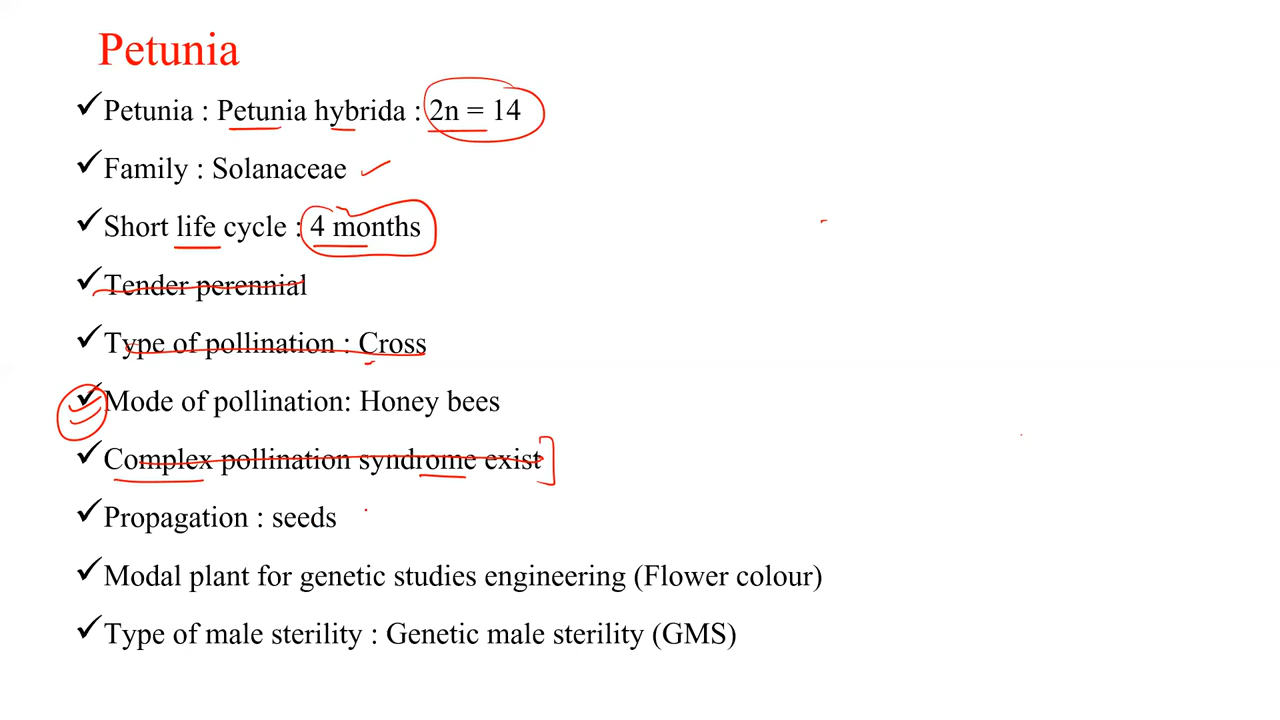 Petunia
✓Petunia : Petunia hybrida : 2n = 14
✓Family : Solanaceae
✓Short life cycle : 4 months
✓Tender perennial
✓Type of pollination : Cross
✓Mode of pollination: Honey bees
✓Complex pollination syndrome exist
✓Propagation : seeds
✓Modal plant for genetic studies engineering (Flower colour)
✓Type of male sterility : Genetic male sterility (GMS)